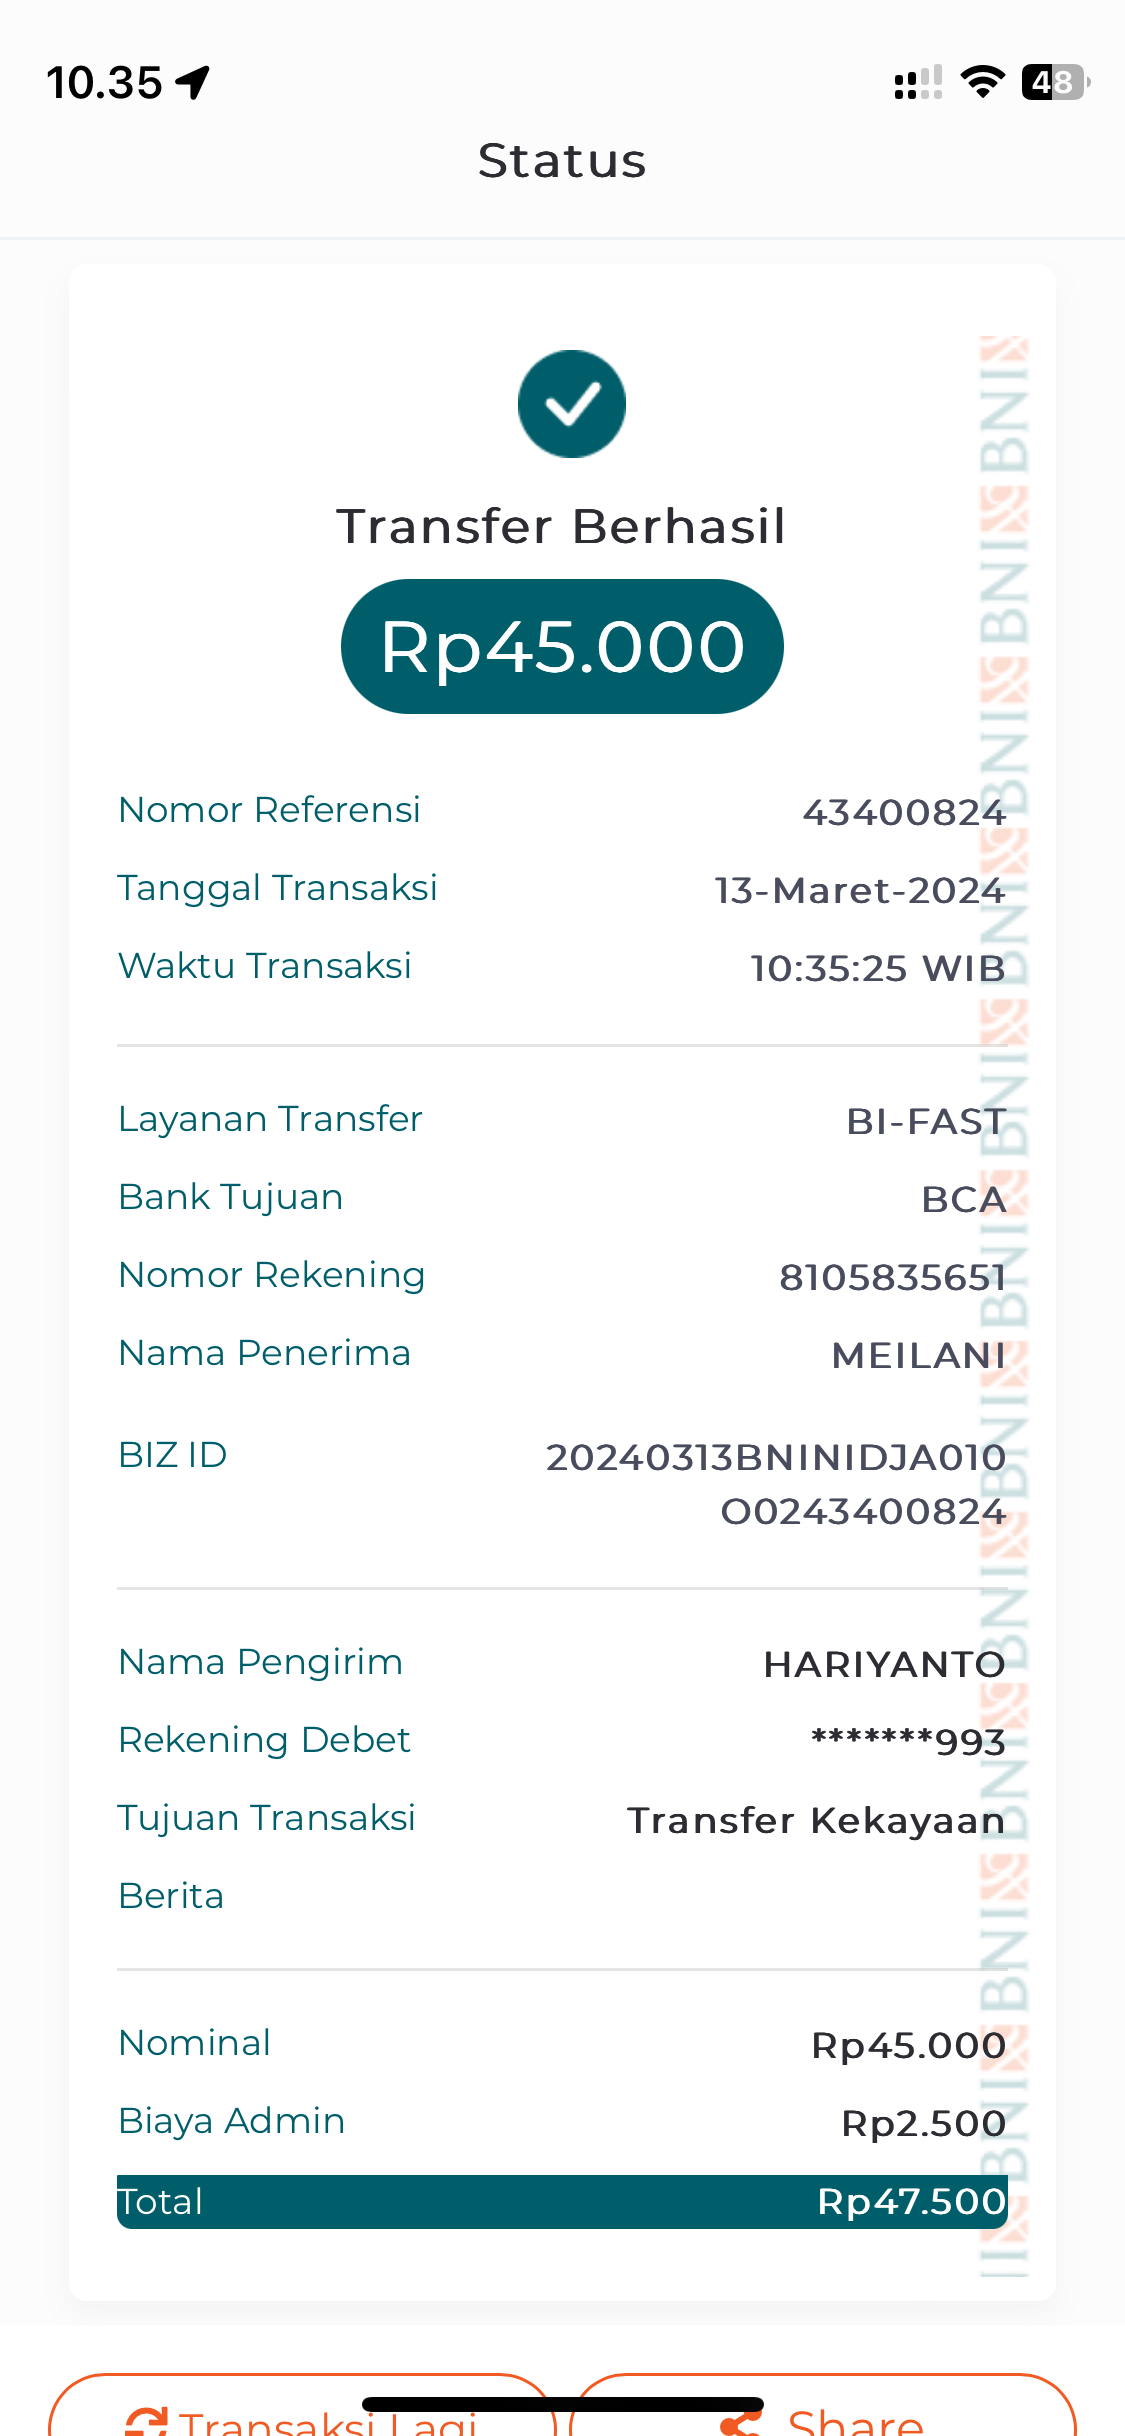 10.35
48
Status
Transfer Berhasil
Rp45.000
Nomor Referensi 43400824
Tanggal Transaksi 13-Maret-2024
Waktu Transaksi 10:35:25 WIB
Layanan Transfer BI-FAST
Bank Tujuan BCA
Nomor Rekening 8105835651
Nama Penerima MEILANI
BIZ ID 20240313BNINIDJA010
O0243400824
Nama Pengirim HARIYANTO
Rekening Debet *******993
Tujuan Transaksi Transfer Kekayaan
Berita
Nominal Rp45.000
Biaya Admin Rp2.500
Total Rp47.500
Transaksi Lagi Share
BNI BNI BNI BNI BNI BNI BNI BNI BNI BNI BNI